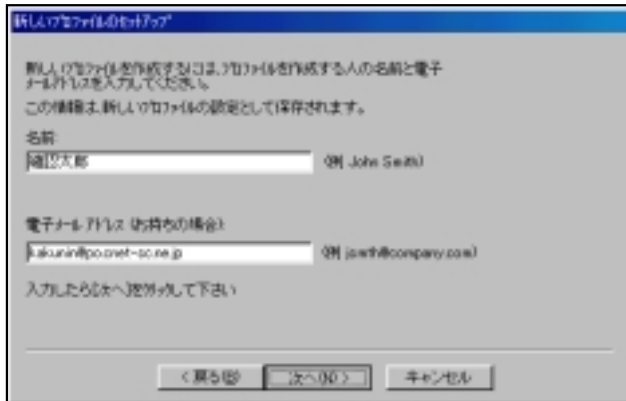 新しいプロファイルのセットアップ
新しいプロファイルを作成するには、プロファイルを作成する人の名前と電子
メールアドレスを入力してください。
この情報は、新しいプロファイルの設定として保存されます。
名前:
確認太郎
(例 John Smith)
電子メール アドレス (お持ちの場合):
kakunin@po.cnet-sc.ne.jp
(例 jsmith@company.com)
入力したら[次へ]をクリックして下さい
< 戻る(B)
次へ(N) >
キャンセル